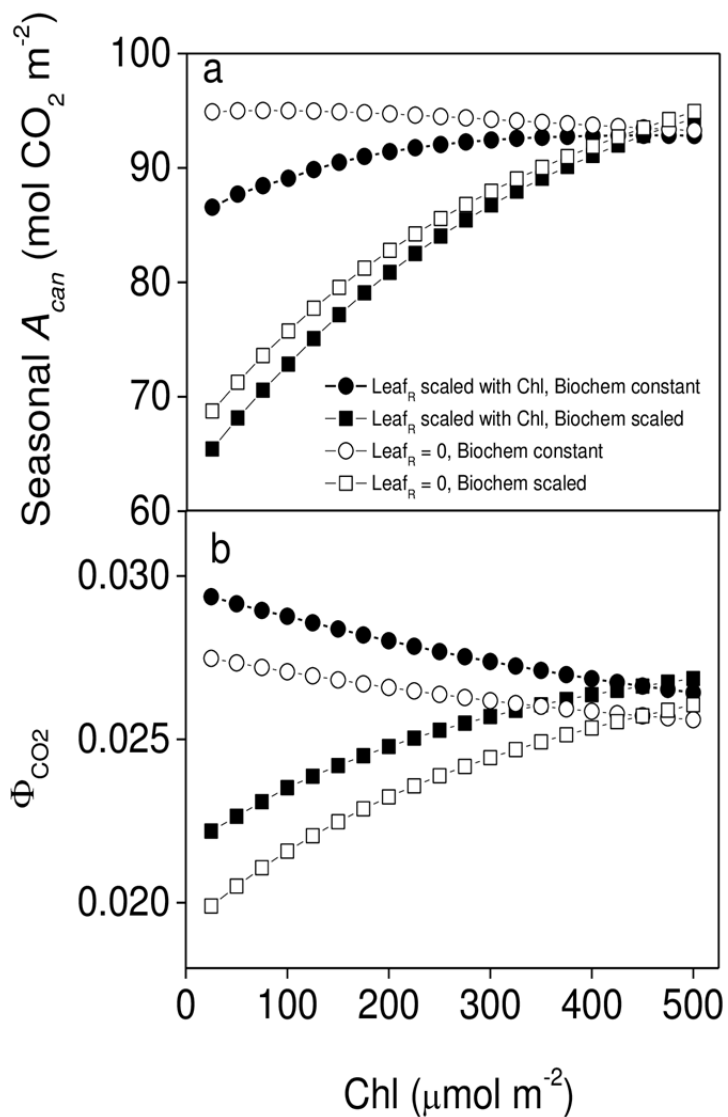 a
100
90
80
70
60
Seasonal A_can (mol CO₂ m⁻²)
Leaf_R scaled with Chl, Biochem constant
Leaf_R scaled with Chl, Biochem scaled
Leaf_R = 0, Biochem constant
Leaf_R = 0, Biochem scaled
b
0.030
0.025
0.020
Φ_CO2
0 100 200 300 400 500
Chl (μmol m⁻²)